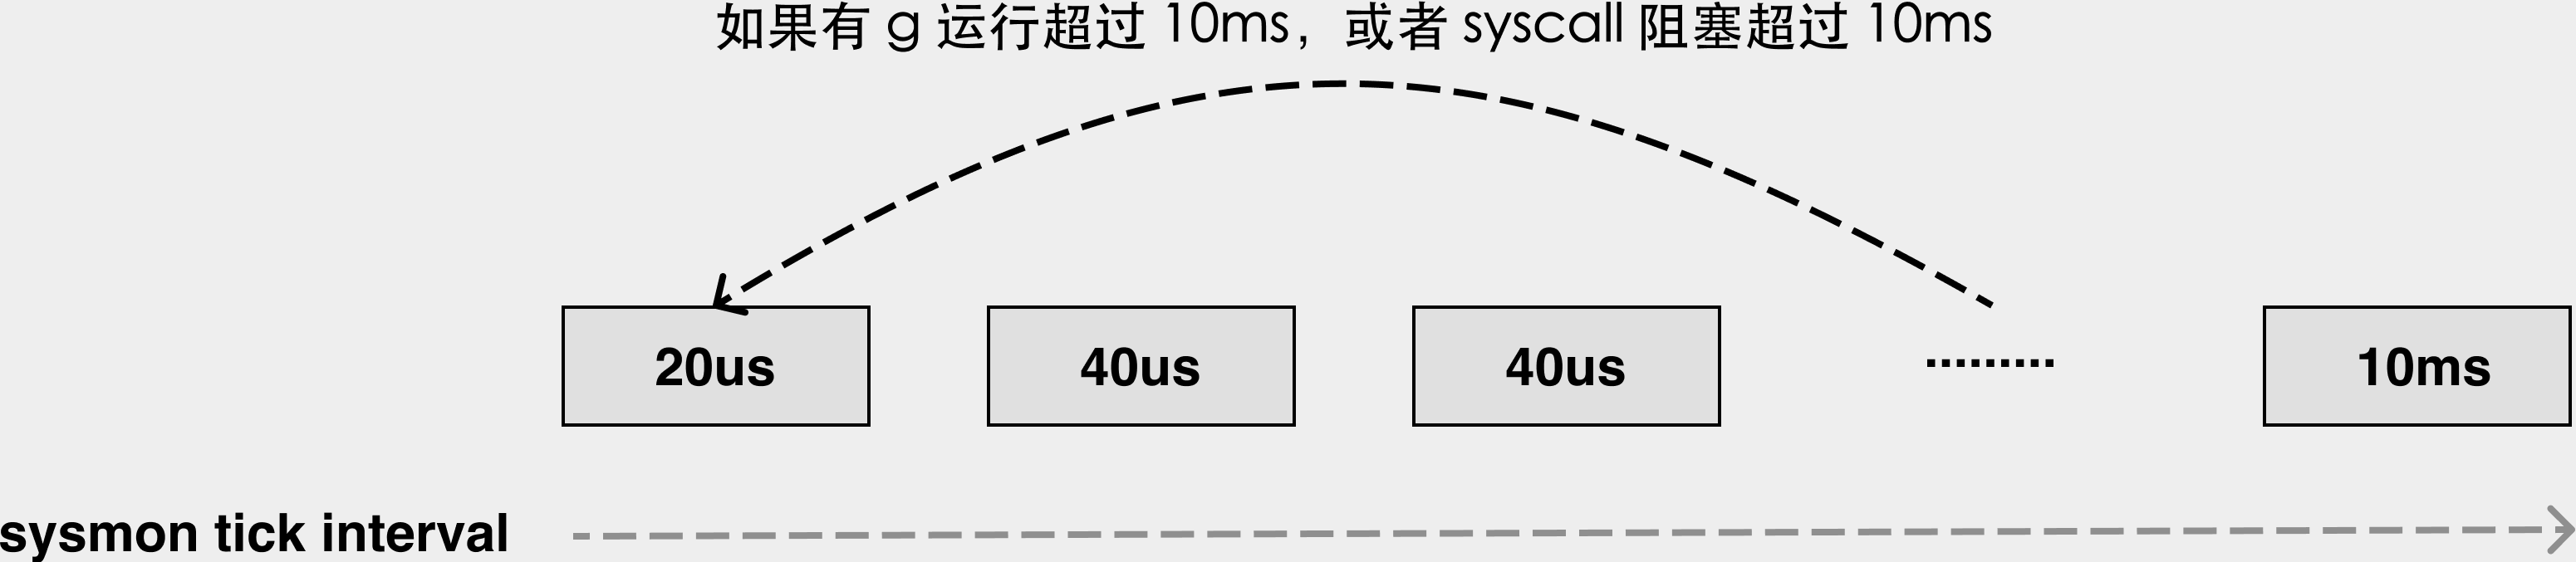 如果有 g 运行超过 10ms，或者 syscall 阻塞超过 10ms
20us 40us 40us ......... 10ms
sysmon tick interval